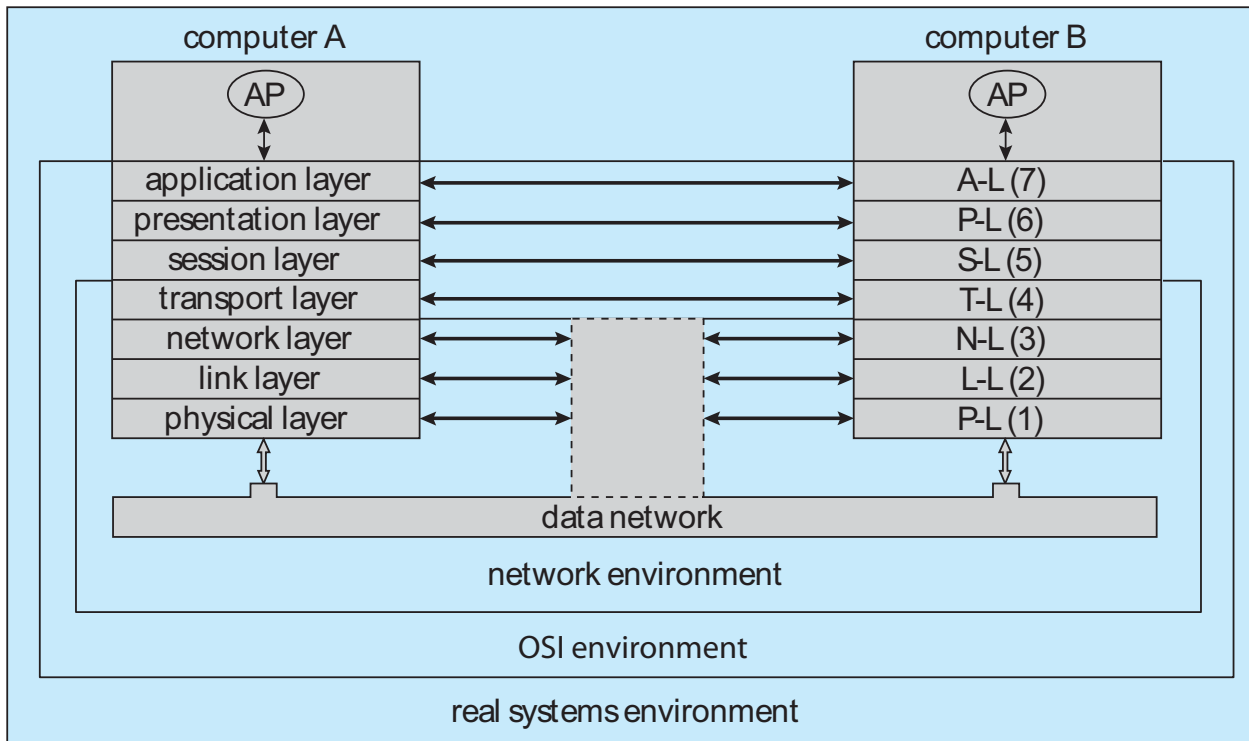 computer A
computer B
AP
AP
application layer
A-L (7)
presentation layer
P-L (6)
session layer
S-L (5)
transport layer
T-L (4)
network layer
N-L (3)
link layer
L-L (2)
physical layer
P-L (1)
data network
network environment
OSI environment
real systems environment